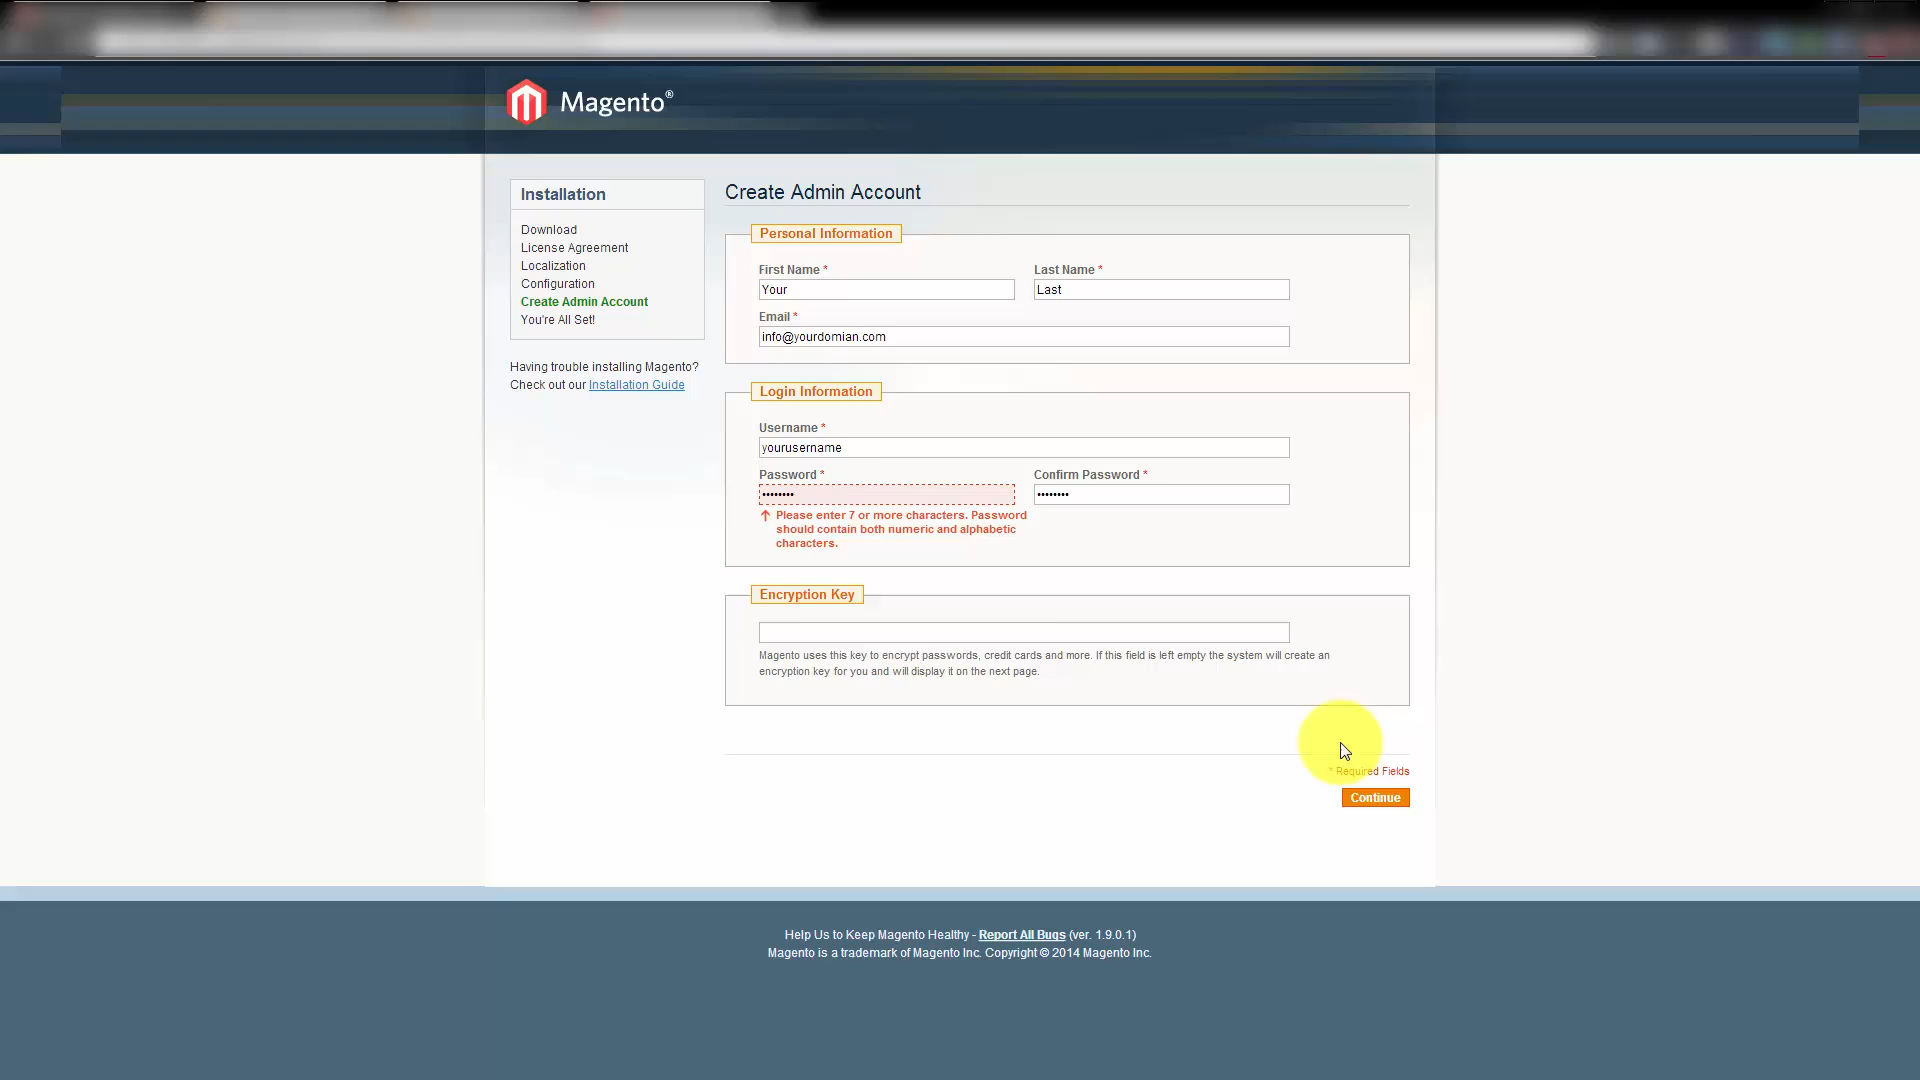 Magento®
Installation
Download
License Agreement
Localization
Configuration
Create Admin Account
You're All Set!
Having trouble installing Magento?
Check out our Installation Guide
Create Admin Account
Personal Information
First Name *
Last Name *
Your
Last
Email *
info@yourdomian.com
Login Information
Username *
yourusername
Password *
Confirm Password *
••••••••
••••••••
Please enter 7 or more characters. Password
should contain both numeric and alphabetic
characters.
Encryption Key
Magento uses this key to encrypt passwords, credit cards and more. If this field is left empty the system will create an
encryption key for you and will display it on the next page.
* Required Fields
Continue
Help Us to Keep Magento Healthy - Report All Bugs (ver. 1.9.0.1)
Magento is a trademark of Magento Inc. Copyright © 2014 Magento Inc.